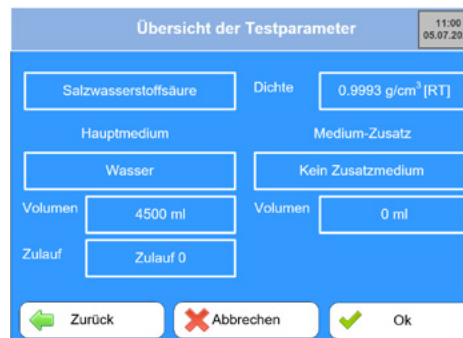 Übersicht der Testparameter
11:00
05.07.20
Salzwasserstoffsäure
Dichte
0.9993 g/cm³ [RT]
Hauptmedium
Medium-Zusatz
Wasser
Kein Zusatzmedium
Volumen
4500 ml
Volumen
0 ml
Zulauf
Zulauf 0
Zurück
Abbrechen
Ok